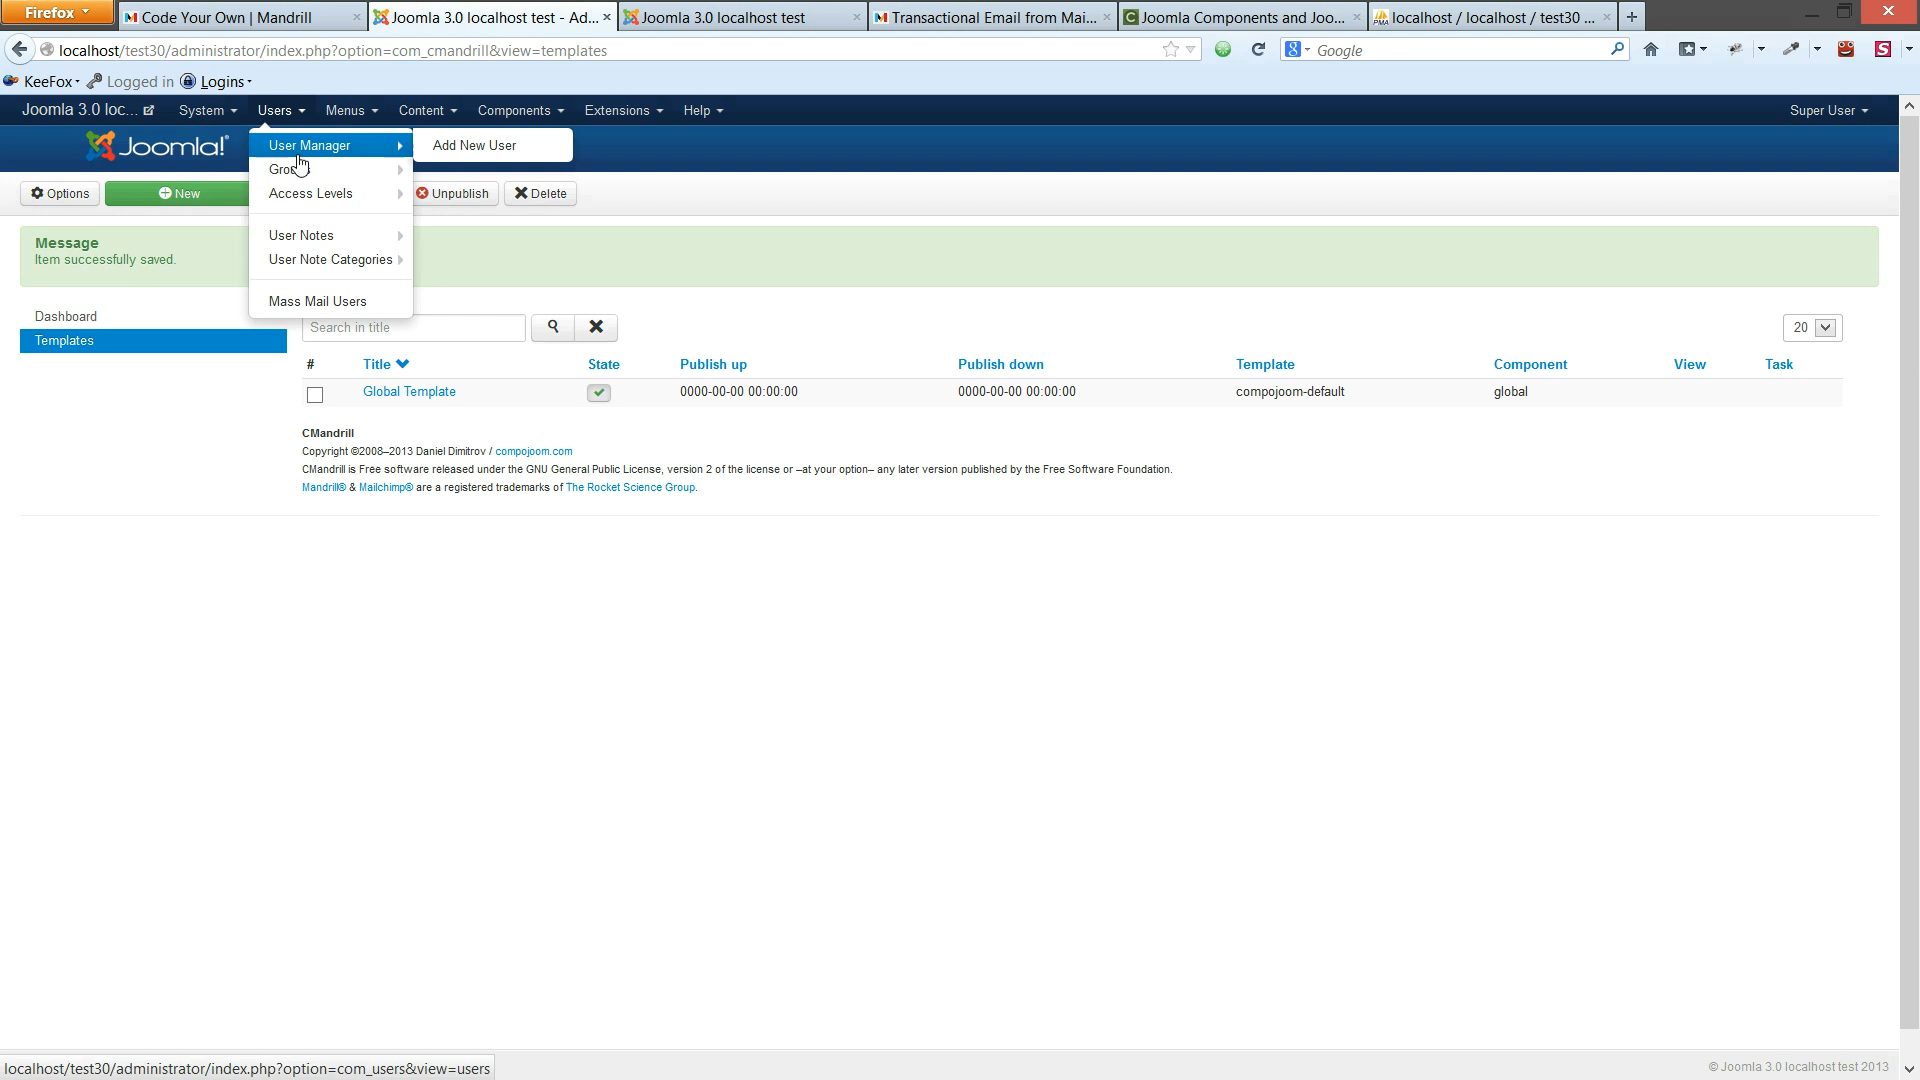 Firefox
Code Your Own | Mandrill
Joomla 3.0 localhost test - Ad...
Joomla 3.0 localhost test
Transactional Email from Mai...
Joomla Components and Joo...
localhost / localhost / test30 ...
localhost/test30/administrator/index.php?option=com_cmandrill&view=templates
Google
KeeFox
Logged in
Logins
Joomla 3.0 loc...
System
Users
Menus
Content
Components
Extensions
Help
Super User
Joomla!
User Manager
Add New User
Access Levels
User Notes
User Note Categories
Mass Mail Users
Options
New
Unpublish
Delete
Message
Item successfully saved.
Dashboard
Templates
Search in title
20
# Title State Publish up Publish down Template Component View Task
Global Template 0000-00-00 00:00:00 0000-00-00 00:00:00 compojoom-default global
CMandrill
Copyright ©2008–2013 Daniel Dimitrov / compojoom.com
CMandrill is Free software released under the GNU General Public License, version 2 of the license or –at your option– any later version published by the Free Software Foundation.
Mandrill® & Mailchimp® are a registered trademarks of The Rocket Science Group.
localhost/test30/administrator/index.php?option=com_users&view=users
© Joomla 3.0 localhost test 2013